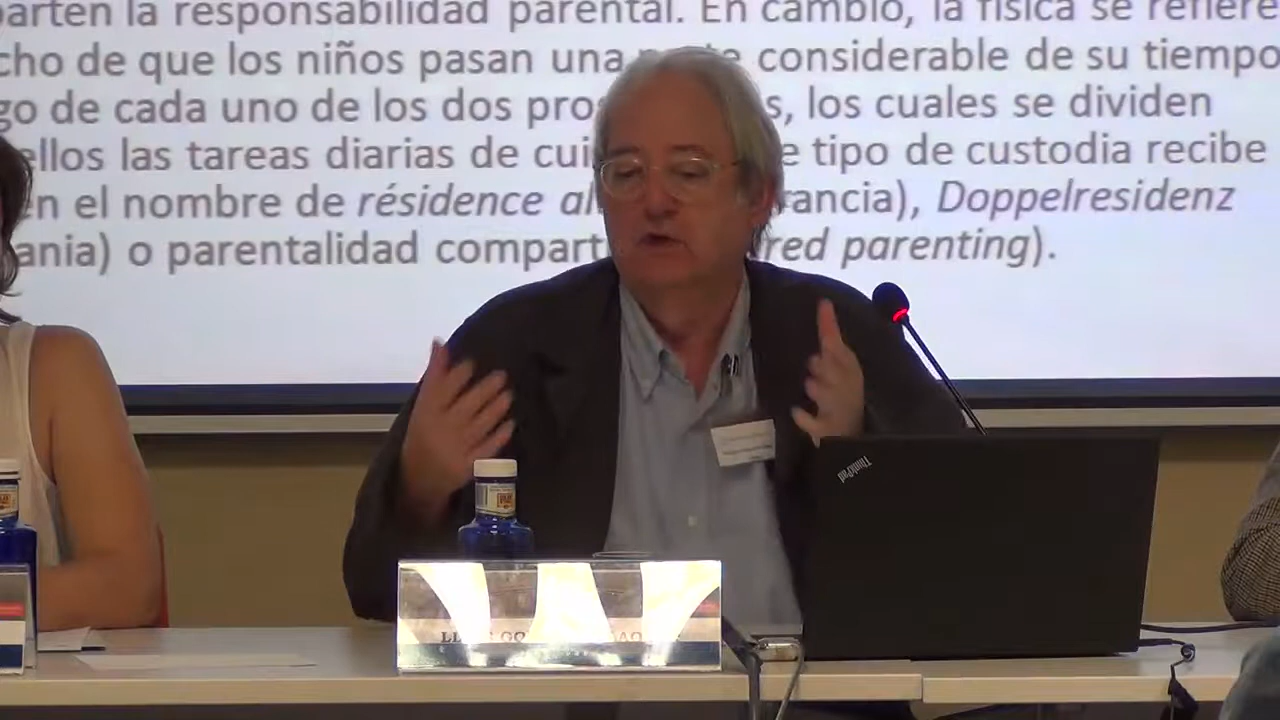 arten la responsabilidad parental. En cambio, la física se refiere
cho de que los niños pasan una considerable de su tiempo
go de cada uno de los dos pro s, los cuales se dividen
ellos las tareas diarias de cui e tipo de custodia recibe
en el nombre de résidence al rancia), Doppelresidenz
ania) o parentalidad compart red parenting).
ThinkPad